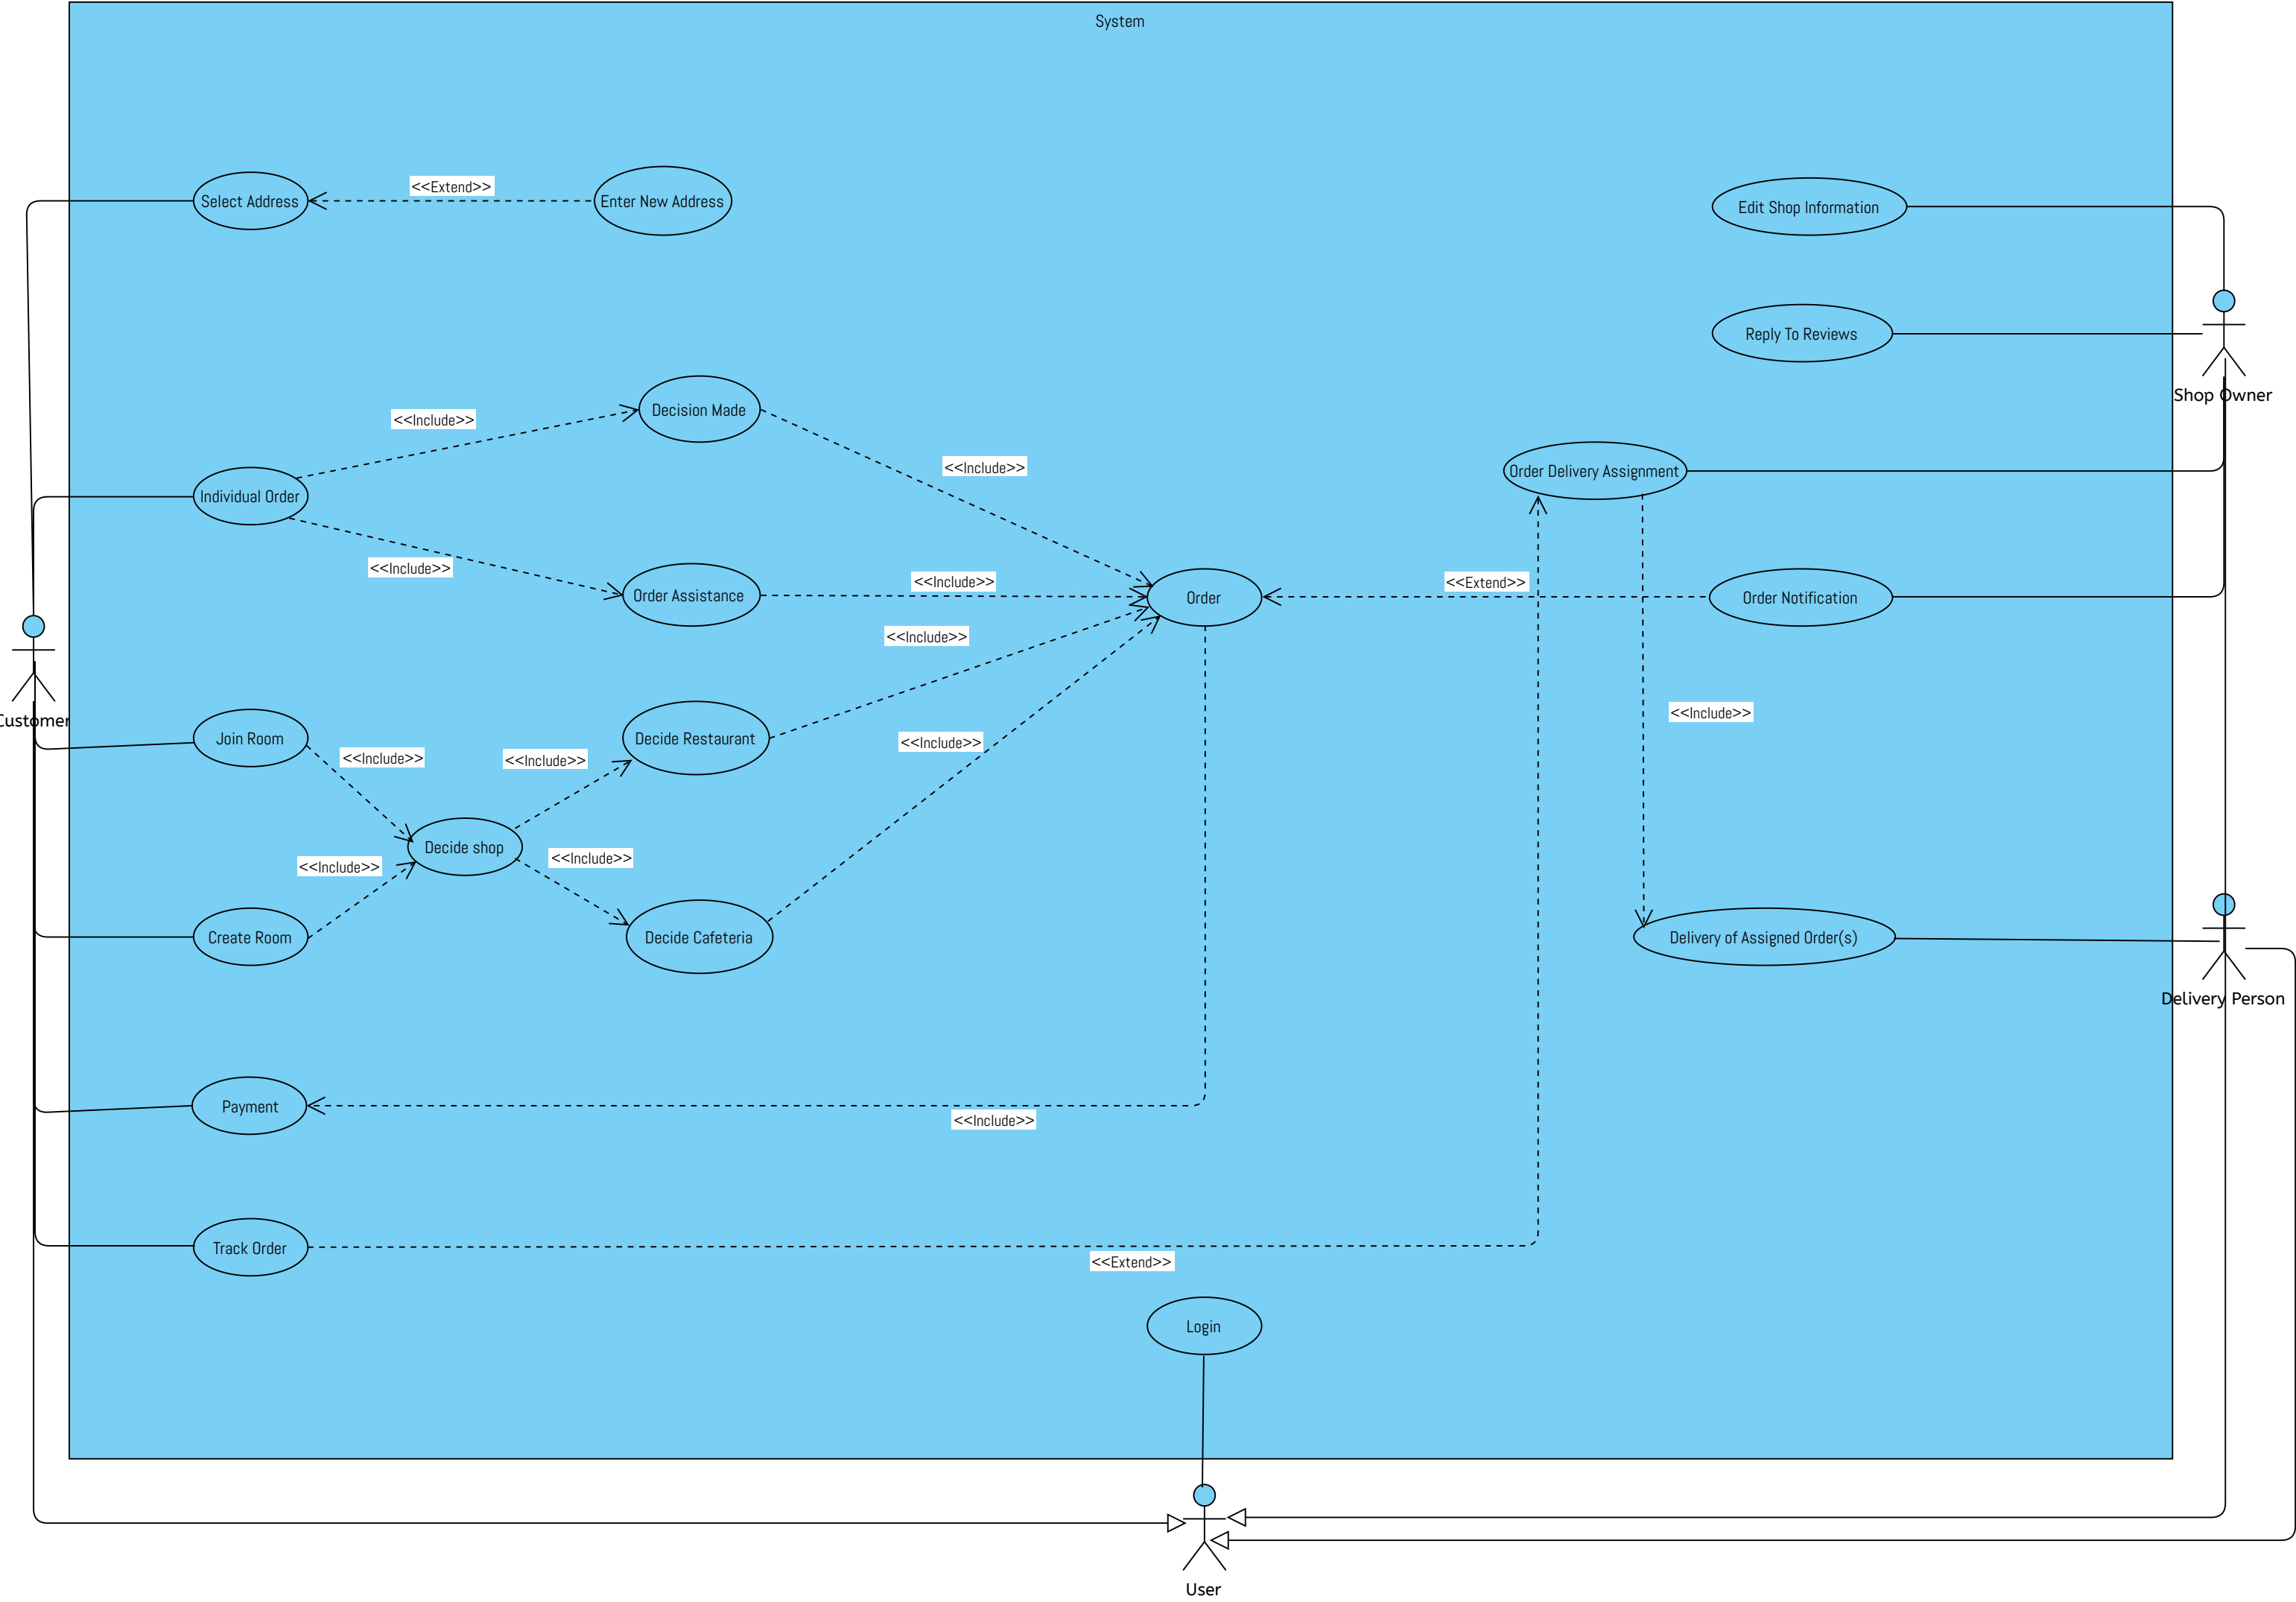 System
<<Extend>>
Select Address
Enter New Address
Edit Shop Information
Reply To Reviews
Shop Owner
Decision Made
<<Include>>
<<Include>>
Order Delivery Assignment
Individual Order
<<Include>>
<<Include>>
<<Extend>>
Order Assistance
Order
Order Notification
<<Include>>
<<Include>>
Customer
Join Room
Decide Restaurant
<<Include>>
<<Include>>
<<Include>>
Decide shop
<<Include>>
<<Include>>
Create Room
Decide Cafeteria
Delivery of Assigned Order(s)
Delivery Person
Payment
<<Include>>
Track Order
<<Extend>>
Login
User